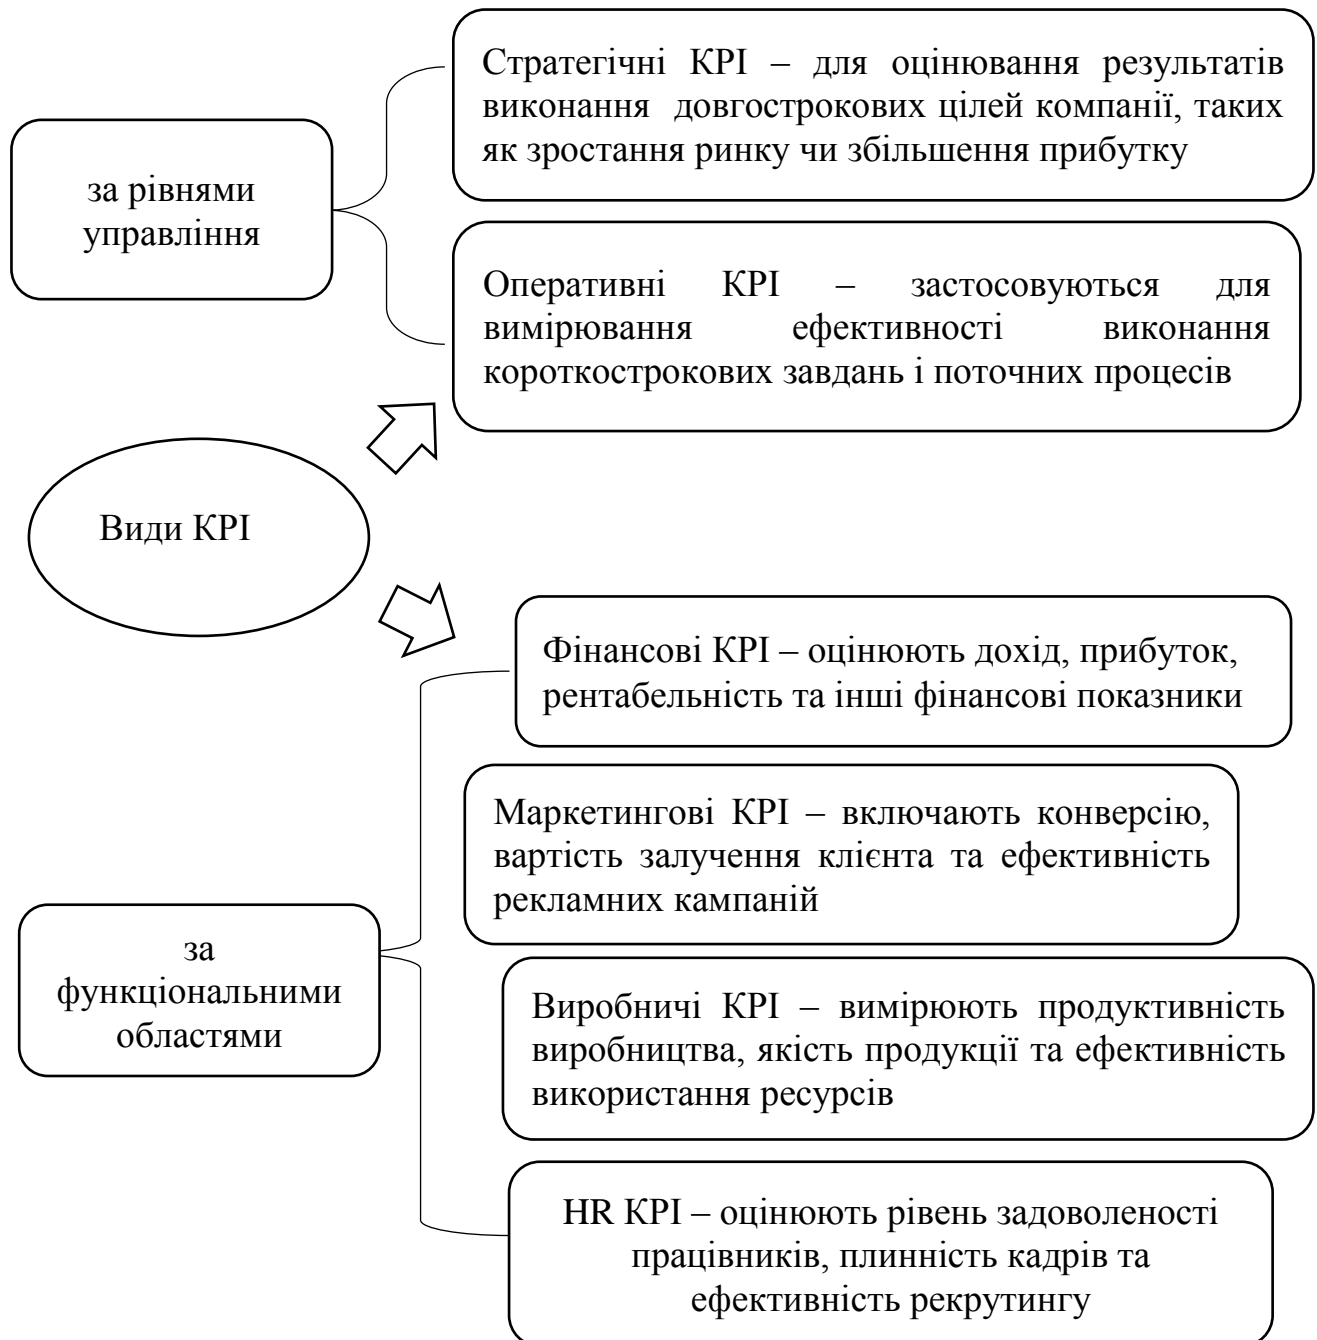 Стратегічні КРІ – для оцінювання результатів
виконання довгострокових цілей компанії, таких
як зростання ринку чи збільшення прибутку
за рівнями
управління
Оперативні КРІ – застосовуються для
вимірювання ефективності виконання
короткострокових завдань і поточних процесів
Види КРІ
Фінансові КРІ – оцінюють дохід, прибуток,
рентабельність та інші фінансові показники
Маркетингові КРІ – включають конверсію,
вартість залучення клієнта та ефективність
рекламних кампаній
за
функціональними
областями
Виробничі КРІ – вимірюють продуктивність
виробництва, якість продукції та ефективність
використання ресурсів
HR КРІ – оцінюють рівень задоволеності
працівників, плинність кадрів та
ефективність рекрутингу